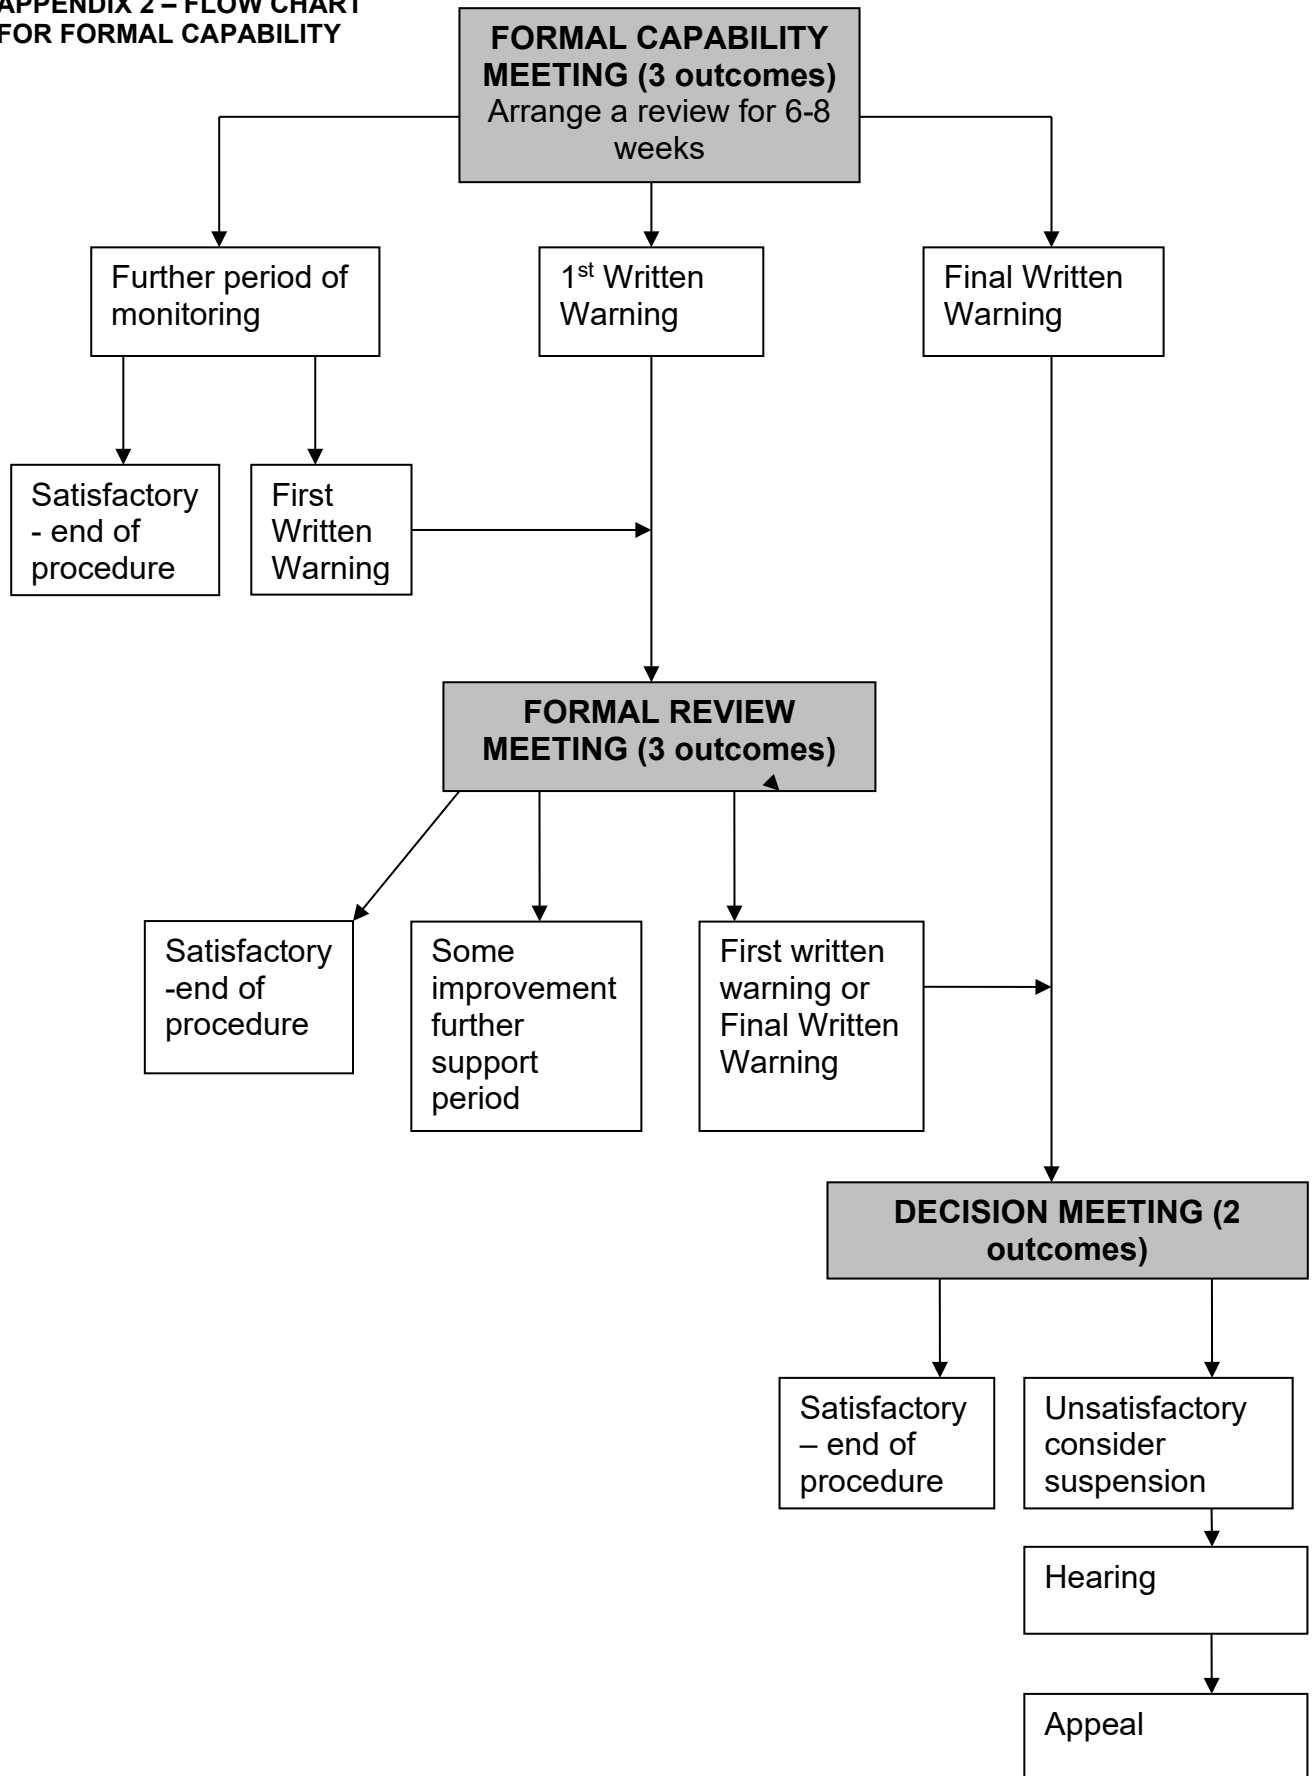 APPENDIX 2 – FLOW CHART
FOR FORMAL CAPABILITY
FORMAL CAPABILITY
MEETING (3 outcomes)
Arrange a review for 6-8
weeks
Further period of
monitoring
1st Written
Warning
Final Written
Warning
Satisfactory
- end of
procedure
First
Written
Warning
FORMAL REVIEW
MEETING (3 outcomes)
Satisfactory
-end of
procedure
Some
improvement
further
support
period
First written
warning or
Final Written
Warning
DECISION MEETING (2
outcomes)
Satisfactory
– end of
procedure
Unsatisfactory
consider
suspension
Hearing
Appeal